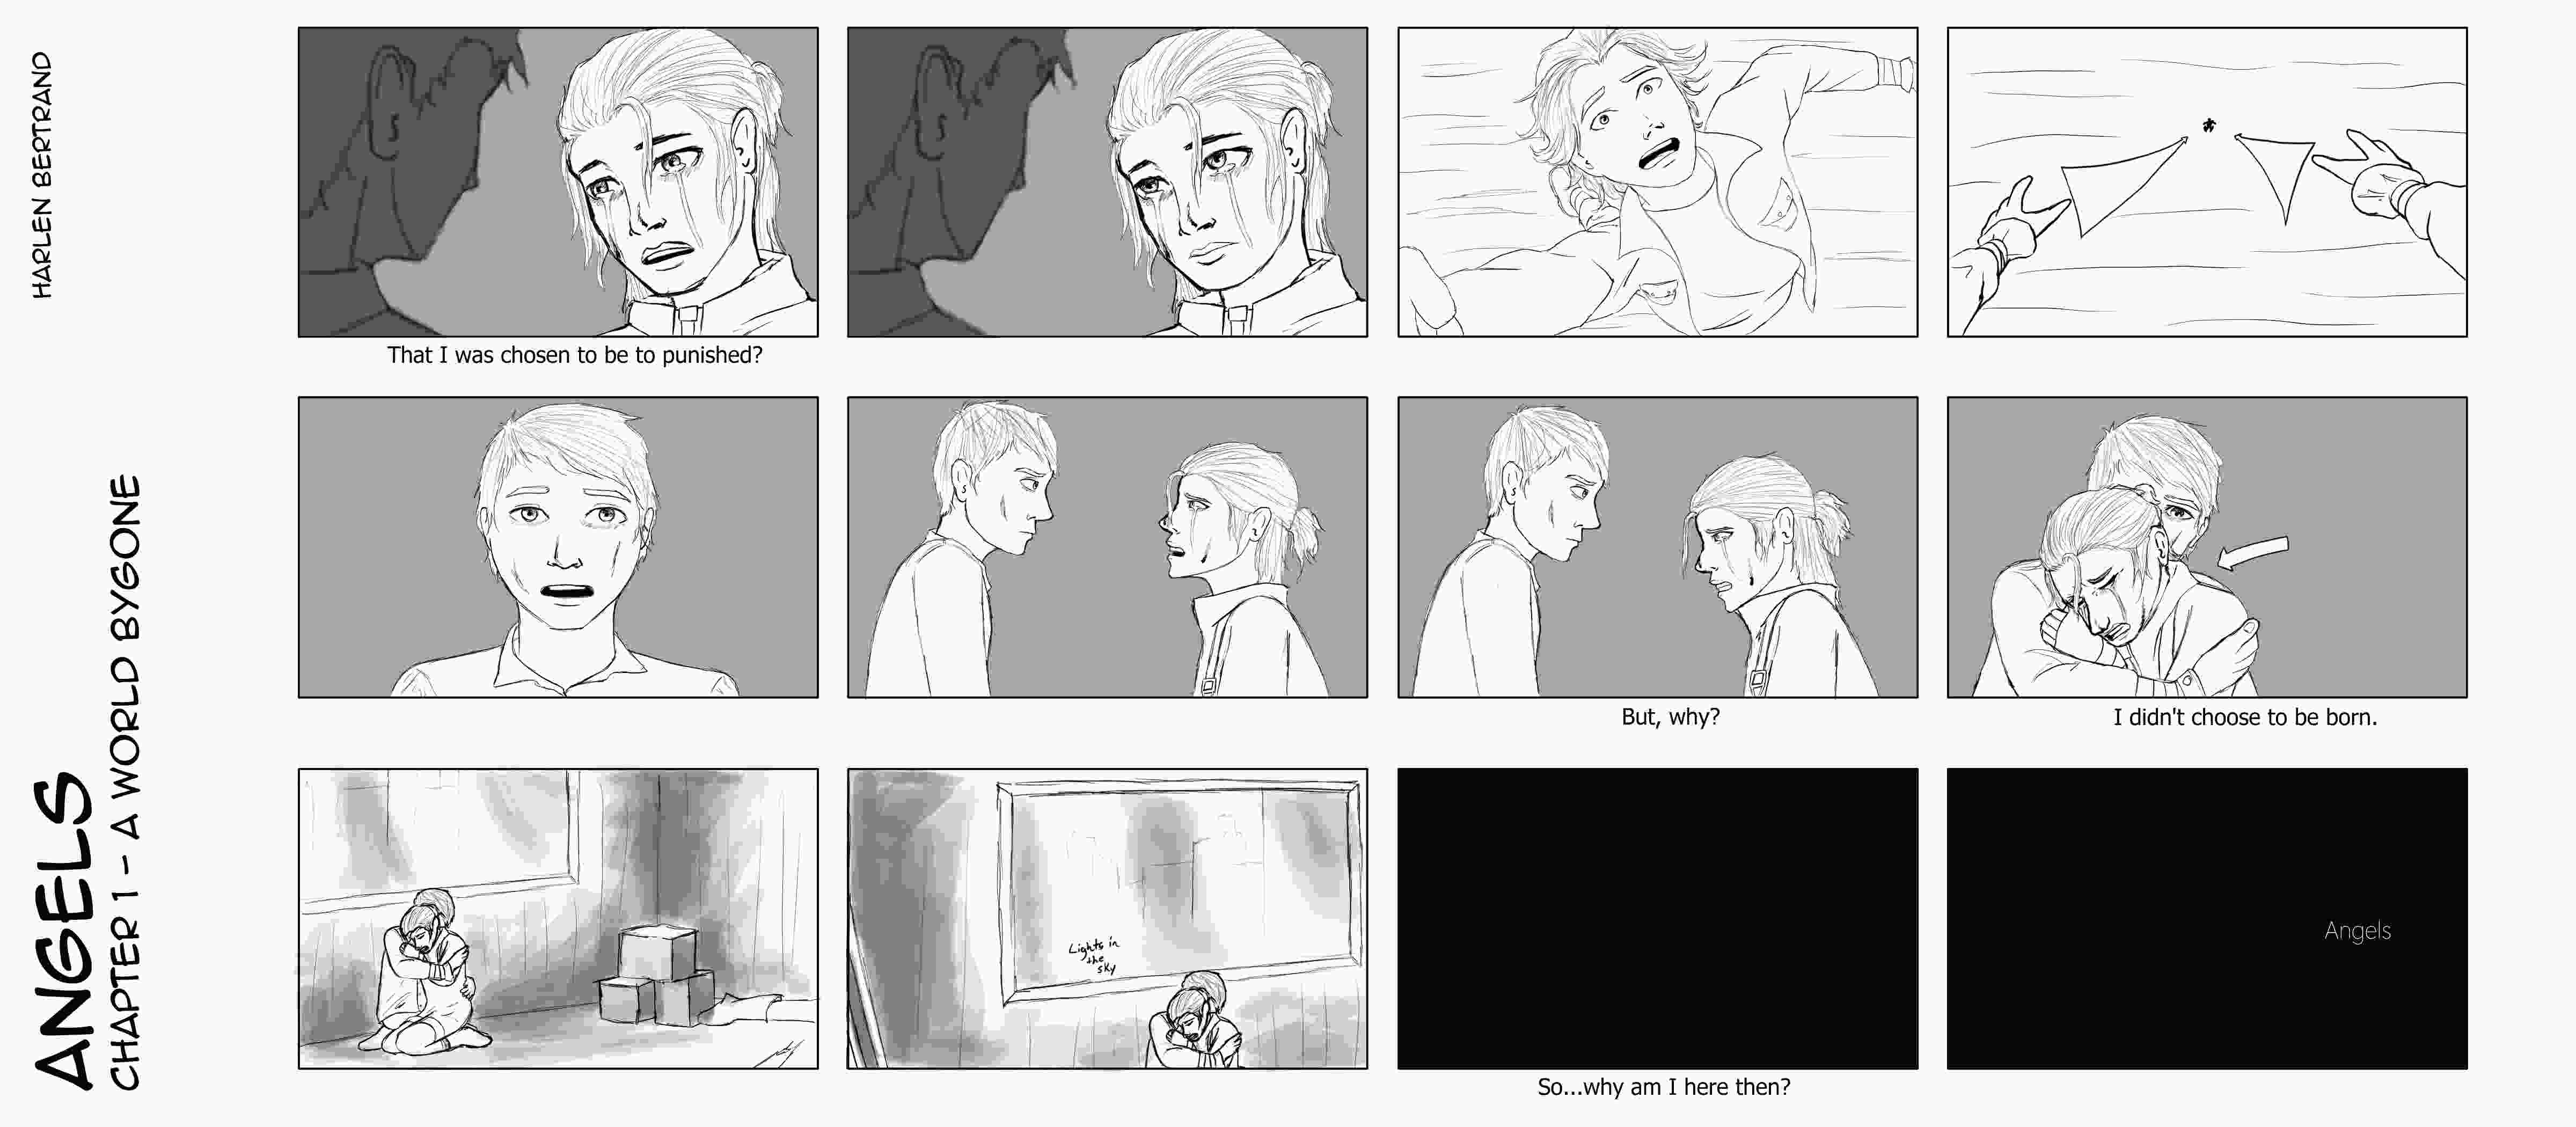 HARLEN BERTRAND
ANGELS
CHAPTER 1 - A WORLD BYGONE
That I was chosen to be to punished?
But, why?
I didn't choose to be born.
Lights in
the
sky
So...why am I here then?
Angels